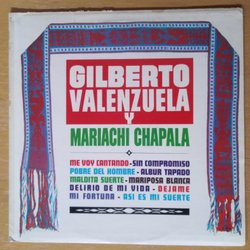 GILBERTO
VALENZUELA
Y
MARIACHI CHAPALA
ME VOY CANTANDO-SIN COMPROMISO
POBRE DEL HOMBRE - ALBUR TAPADO
MALDITA SUERTE - MARIPOSA BLANCA
DELIRIO DE MI VIDA - DEJAME
MI FORTUNA - ASI ES MI SUERTE